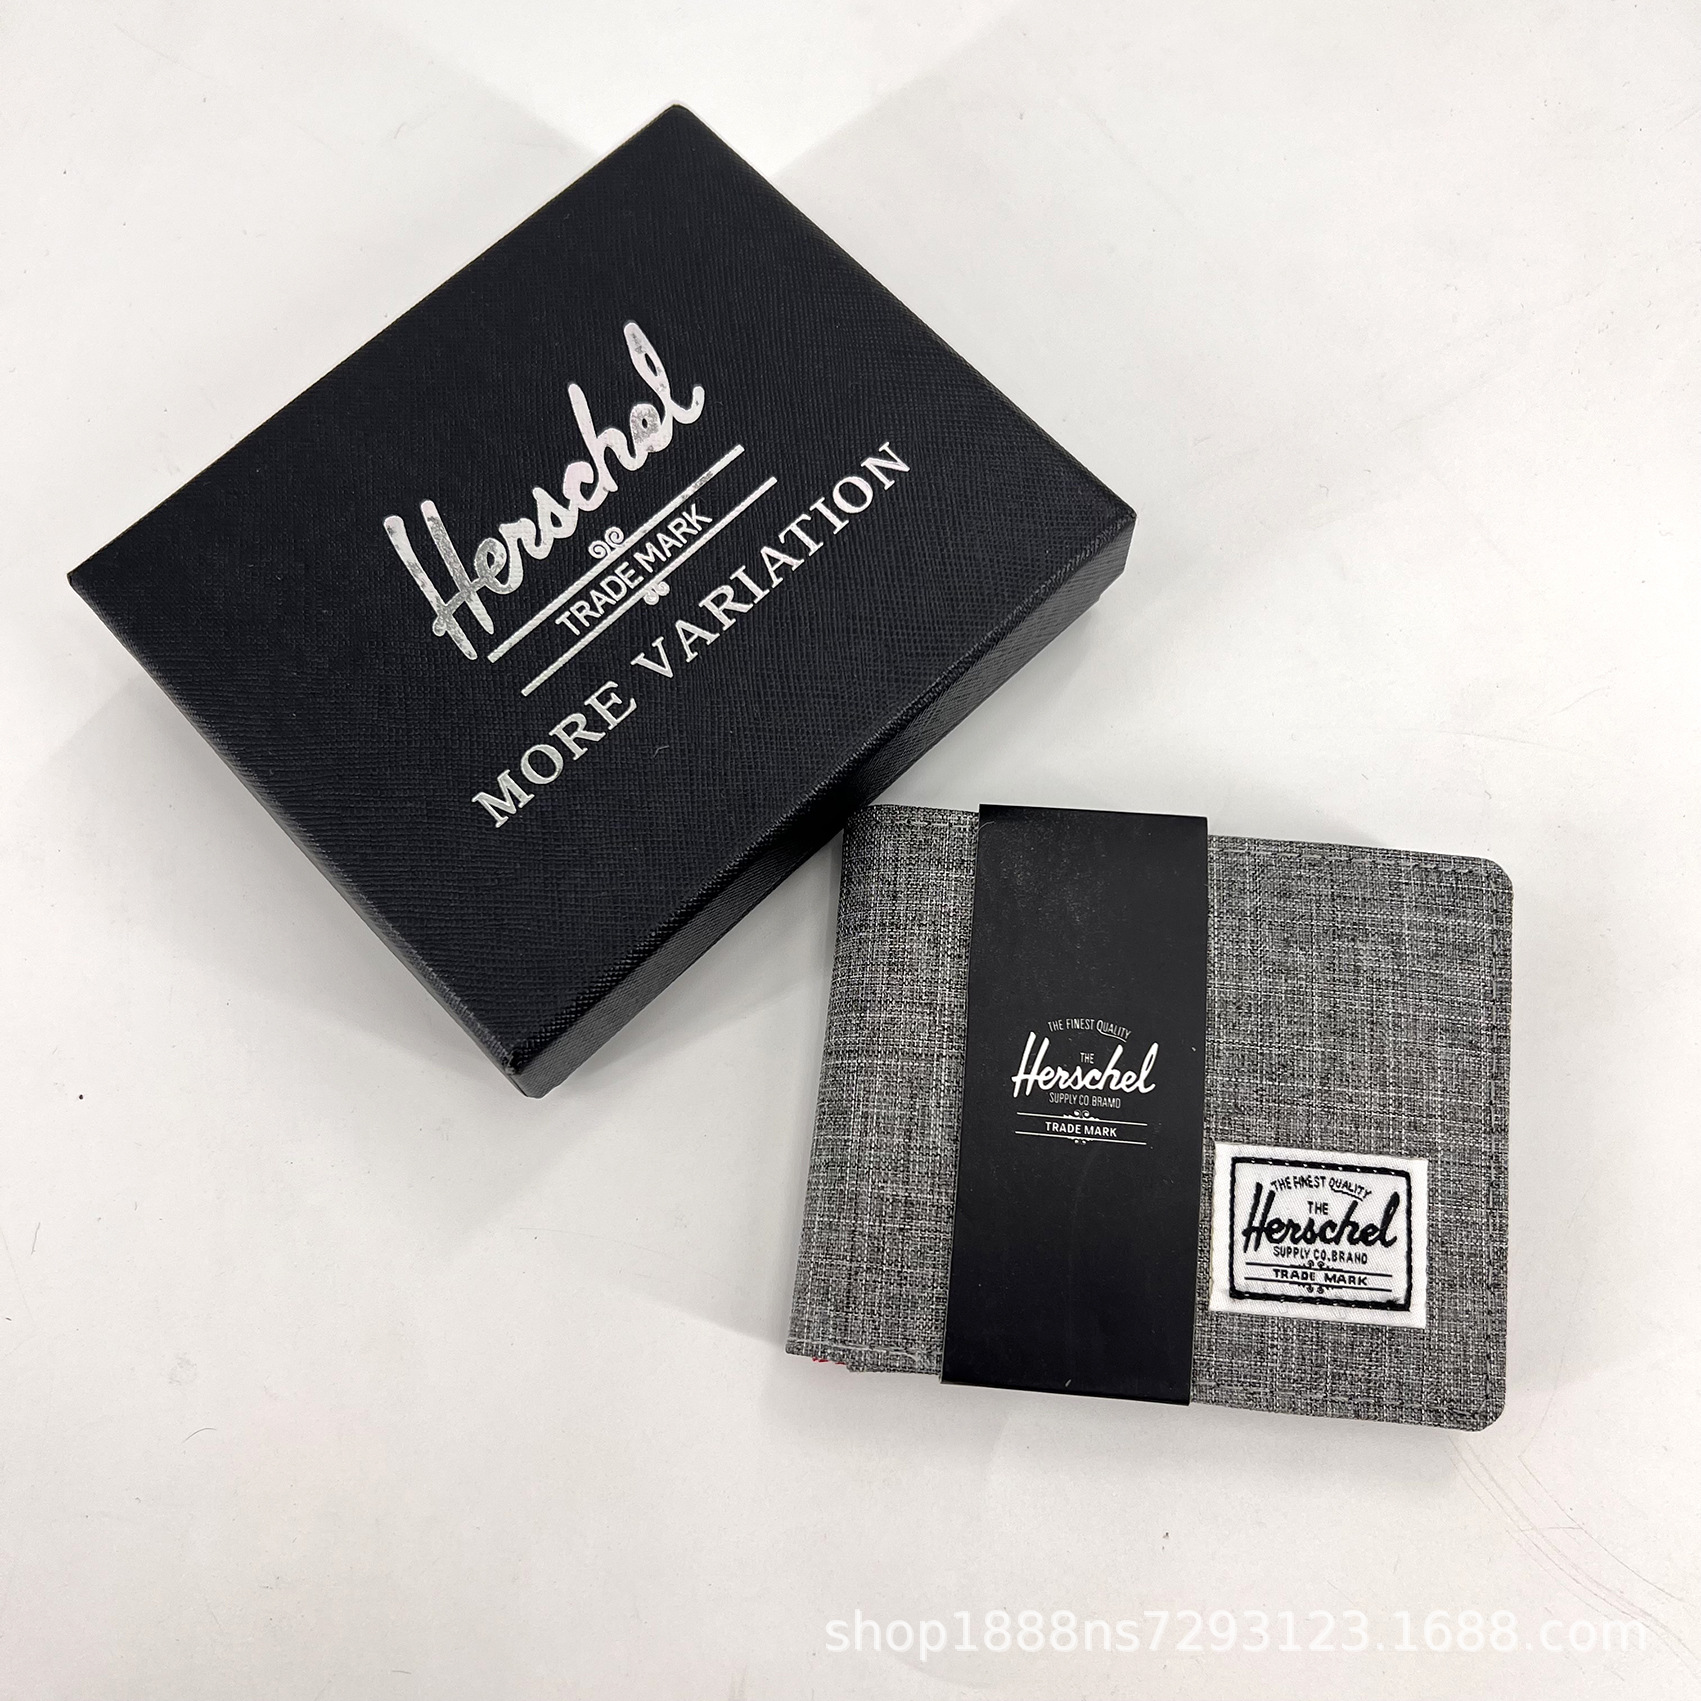 Herschel
TRADE MARK
MORE VARIATION
THE FINEST QUALITY
THE
Herschel
SUPPLY CO BRAMD
TRADE MARK
THE FINEST QUALITY
THE
Herschel
SUPPLY CO.BRAND
TRADE MARK
shop1888ns7293123.1688.com